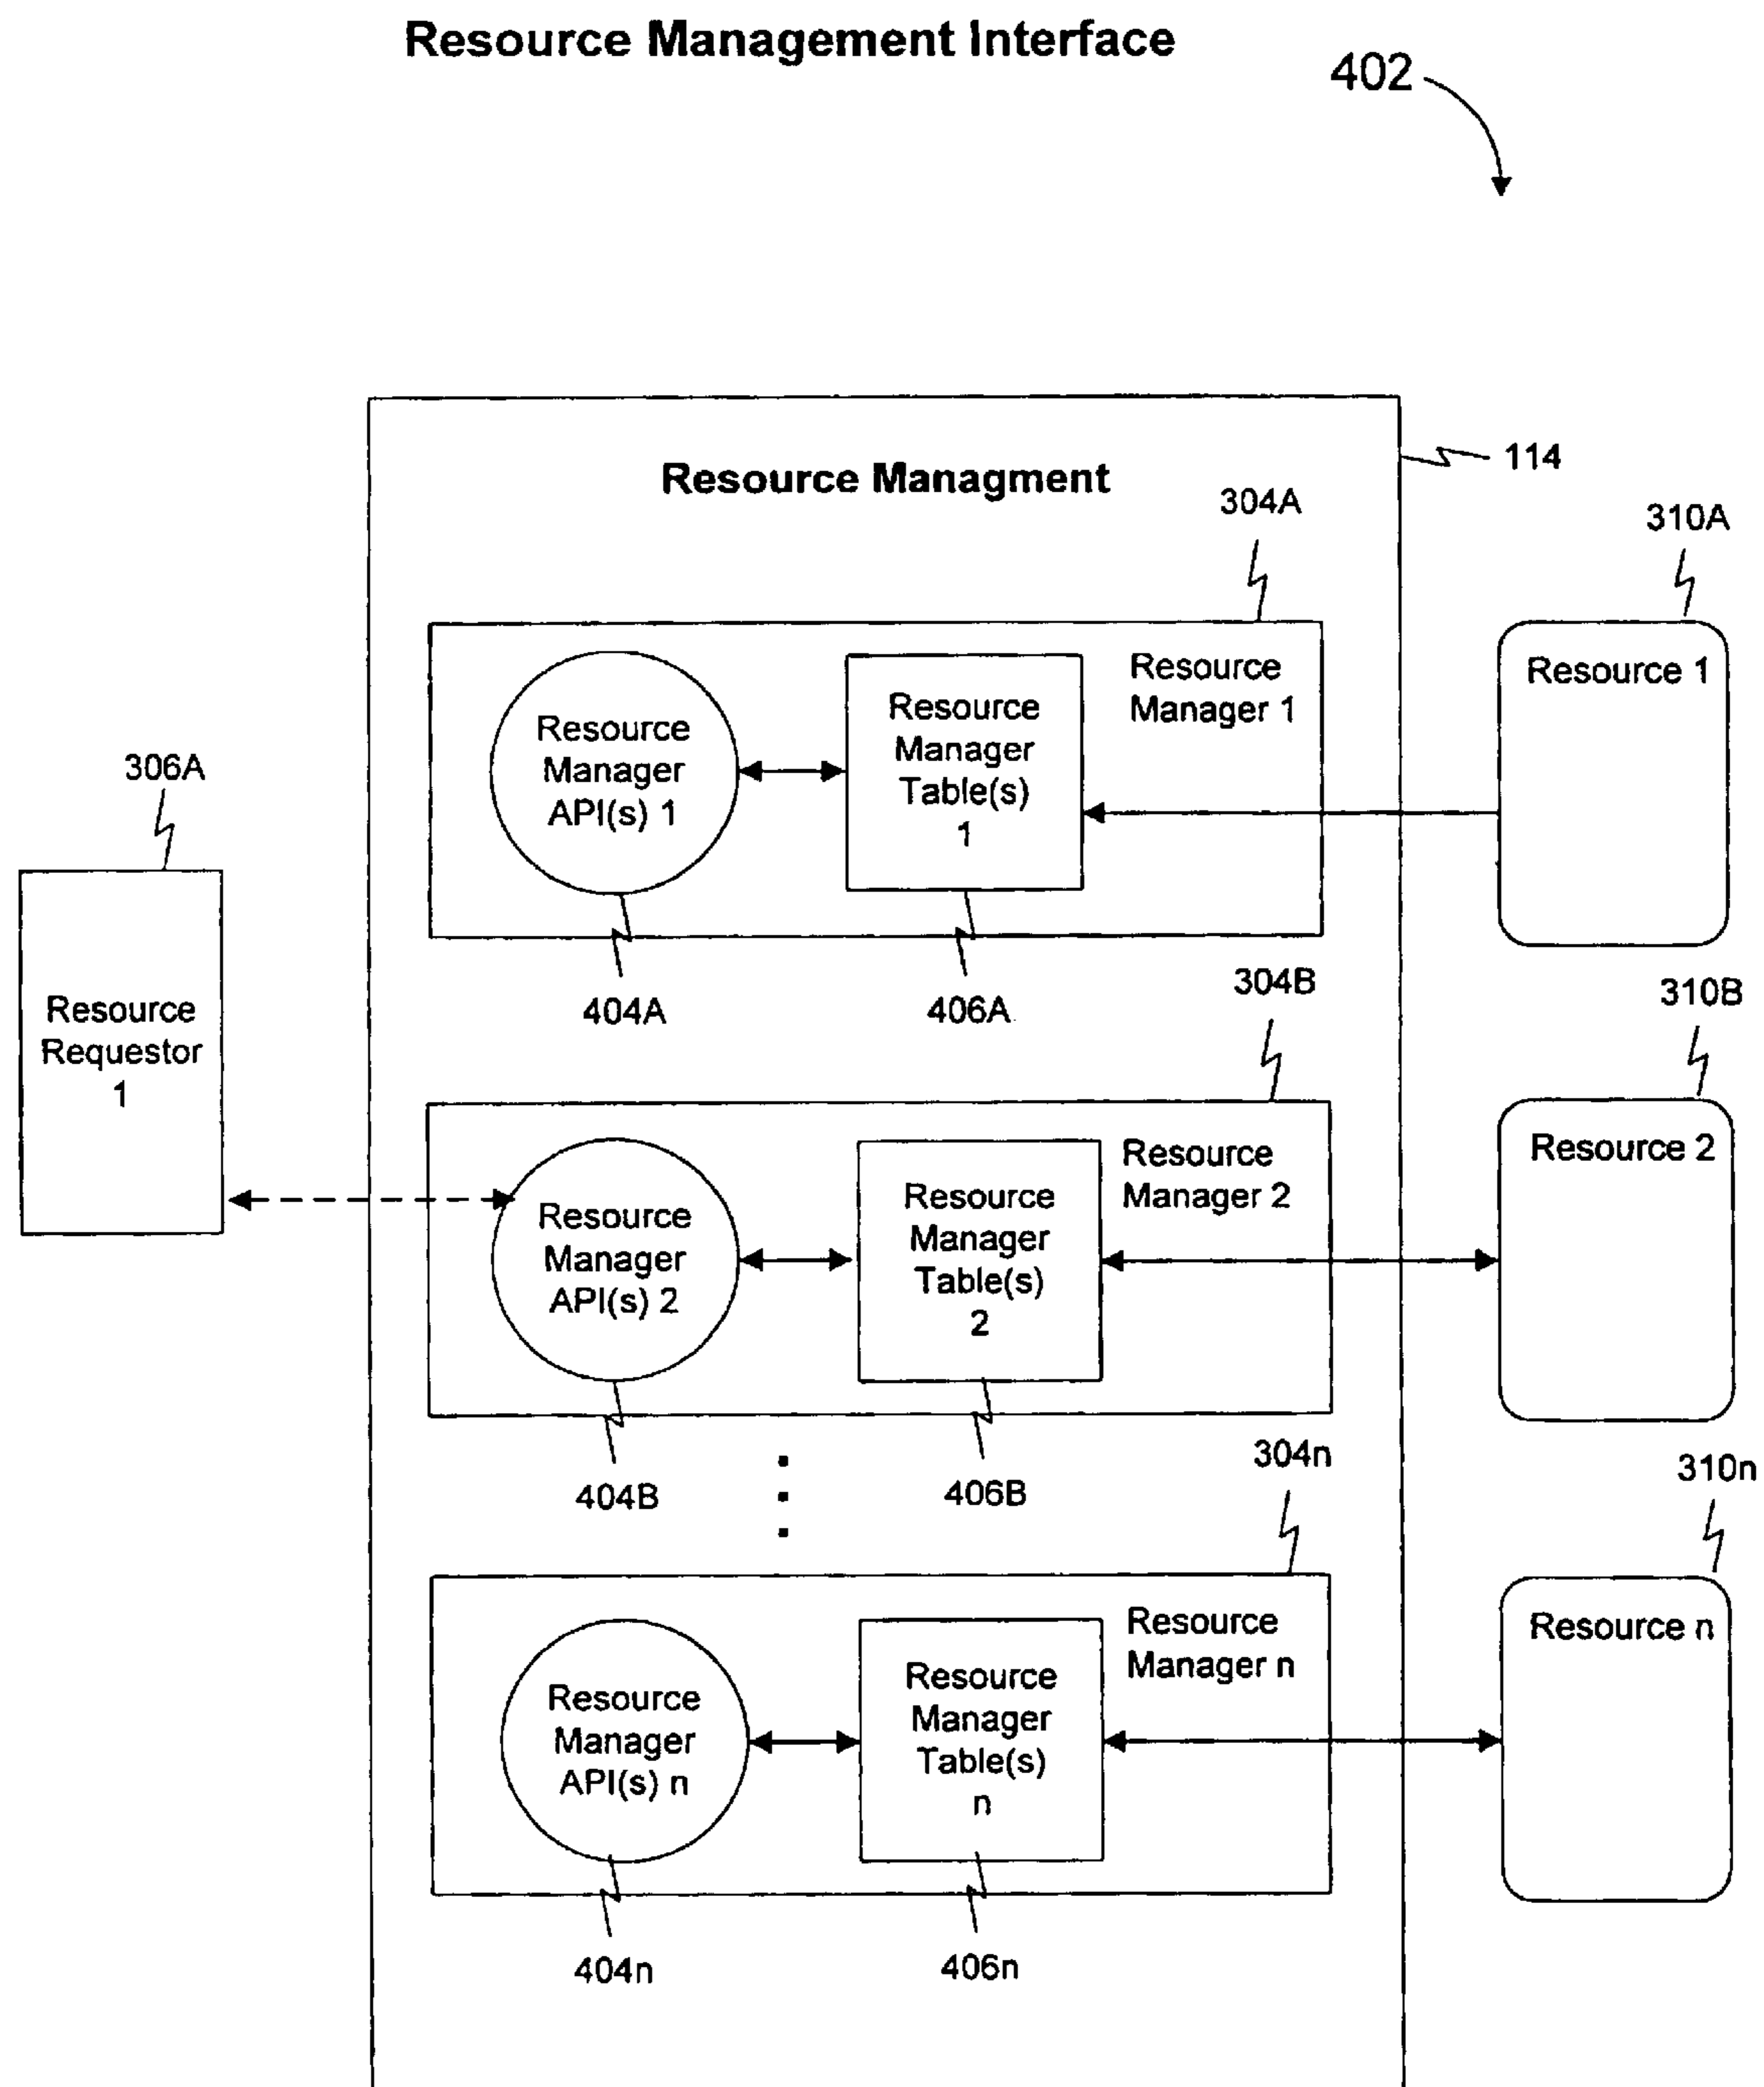 Resource Management Interface
402
114
Resource Managment
304A
310A
Resource
Manager 1
Resource 1
Resource
Manager
API(s) 1
Resource
Manager
Table(s)
1
306A
Resource
Requestor
1
404A
406A
304B
310B
Resource
Manager 2
Resource 2
Resource
Manager
API(s) 2
Resource
Manager
Table(s)
2
404B
406B
304n
310n
Resource
Manager n
Resource n
Resource
Manager
API(s) n
Resource
Manager
Table(s)
n
404n
406n